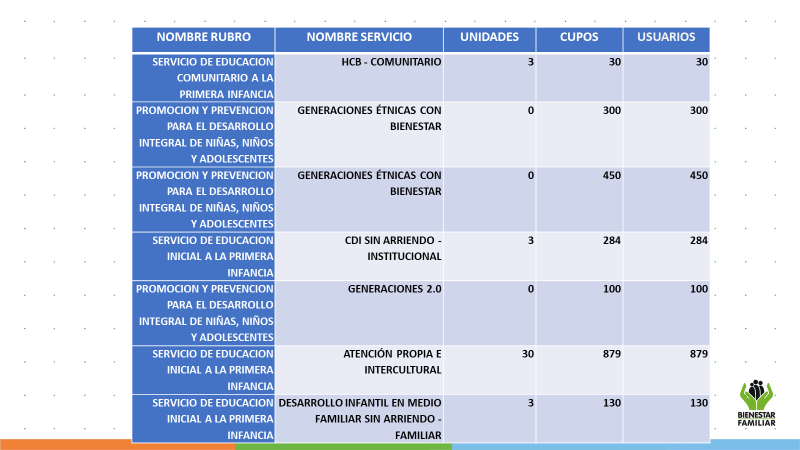 NOMBRE RUBRO NOMBRE SERVICIO UNIDADES CUPOS USUARIOS
SERVICIO DE EDUCACION HCB - COMUNITARIO 3 30 30
COMUNITARIO A LA
PRIMERA INFANCIA
PROMOCION Y PREVENCION GENERACIONES ÉTNICAS CON 0 300 300
PARA EL DESARROLLO BIENESTAR
INTEGRAL DE NIÑAS, NIÑOS
Y ADOLESCENTES
PROMOCION Y PREVENCION GENERACIONES ÉTNICAS CON 0 450 450
PARA EL DESARROLLO BIENESTAR
INTEGRAL DE NIÑAS, NIÑOS
Y ADOLESCENTES
SERVICIO DE EDUCACION CDI SIN ARRIENDO - 3 284 284
INICIAL A LA PRIMERA INSTITUCIONAL
INFANCIA
PROMOCION Y PREVENCION GENERACIONES 2.0 0 100 100
PARA EL DESARROLLO
INTEGRAL DE NIÑAS, NIÑOS
Y ADOLESCENTES
SERVICIO DE EDUCACION ATENCIÓN PROPIA E 30 879 879
INICIAL A LA PRIMERA INTERCULTURAL
INFANCIA
SERVICIO DE EDUCACION DESARROLLO INFANTIL EN MEDIO 3 130 130
INICIAL A LA PRIMERA FAMILIAR SIN ARRIENDO -
INFANCIA FAMILIAR
BIENESTAR
FAMILIAR